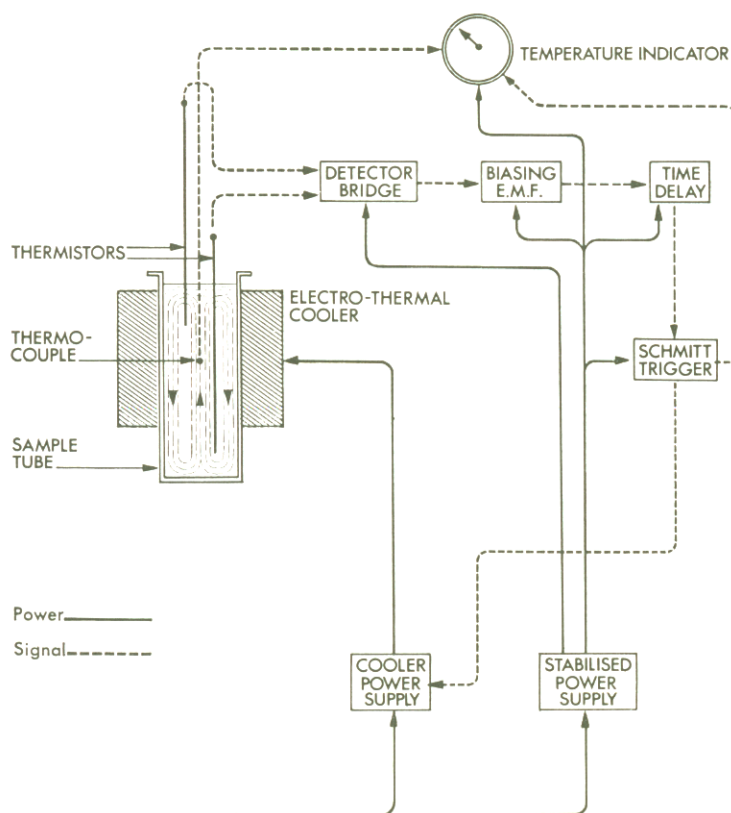 TEMPERATURE INDICATOR
DETECTOR
BRIDGE
BIASING
E.M.F.
TIME
DELAY
THERMISTORS
ELECTRO-THERMAL
COOLER
THERMO-
COUPLE
SCHMITT
TRIGGER
SAMPLE
TUBE
Power
Signal
COOLER
POWER
SUPPLY
STABILISED
POWER
SUPPLY